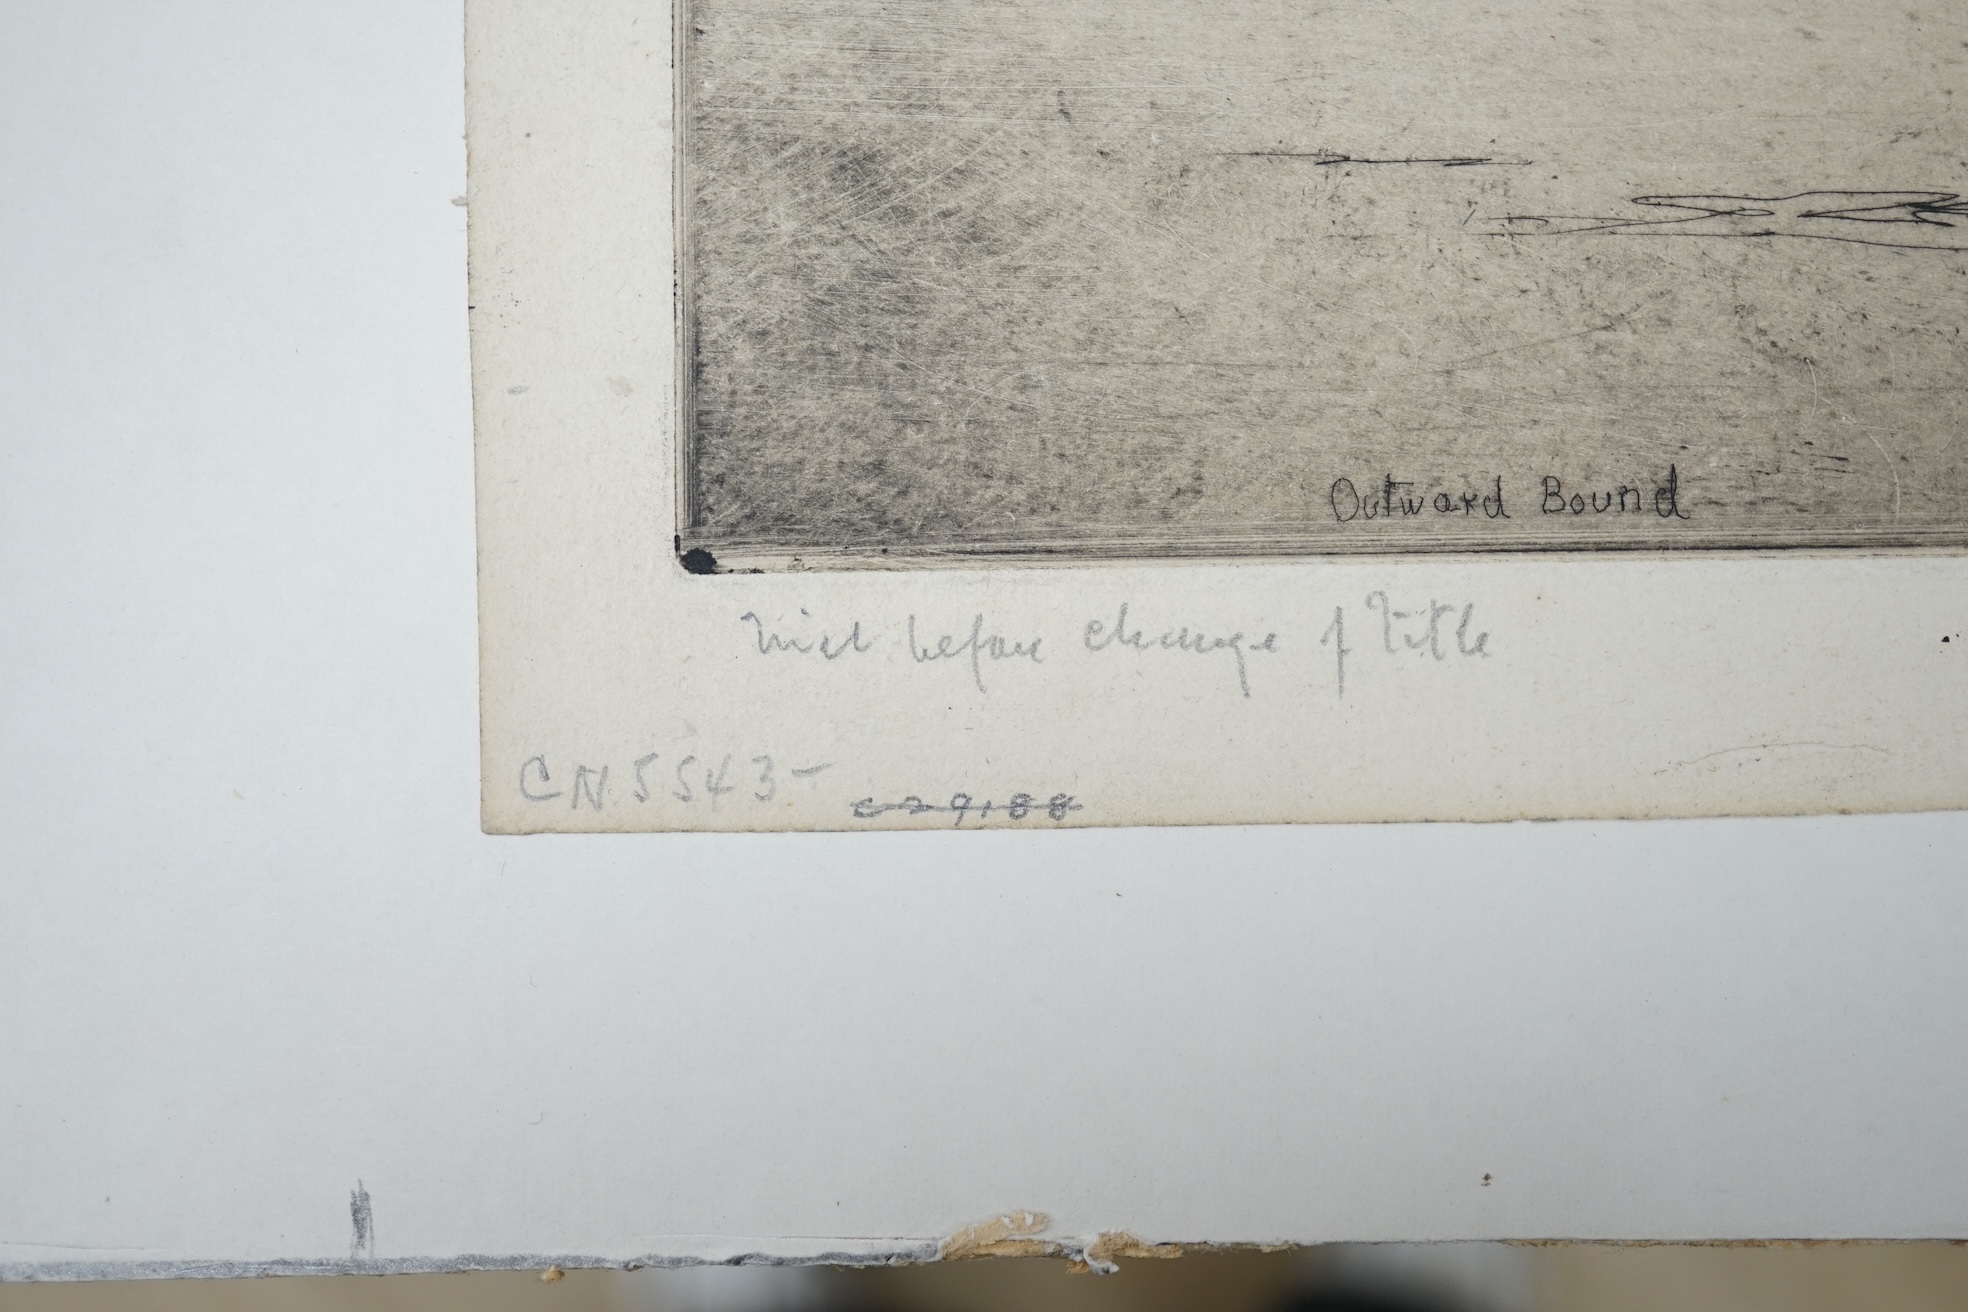 Outward Bound
Trial before change of Title
CN 5543-